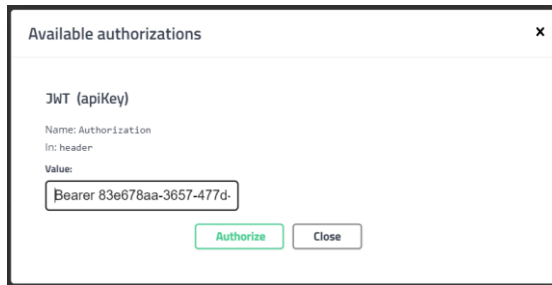 Available authorizations
x
JWT (apiKey)
Name: Authorization
In: header
Value:
Bearer 83e678aa-3657-477d-
Authorize Close